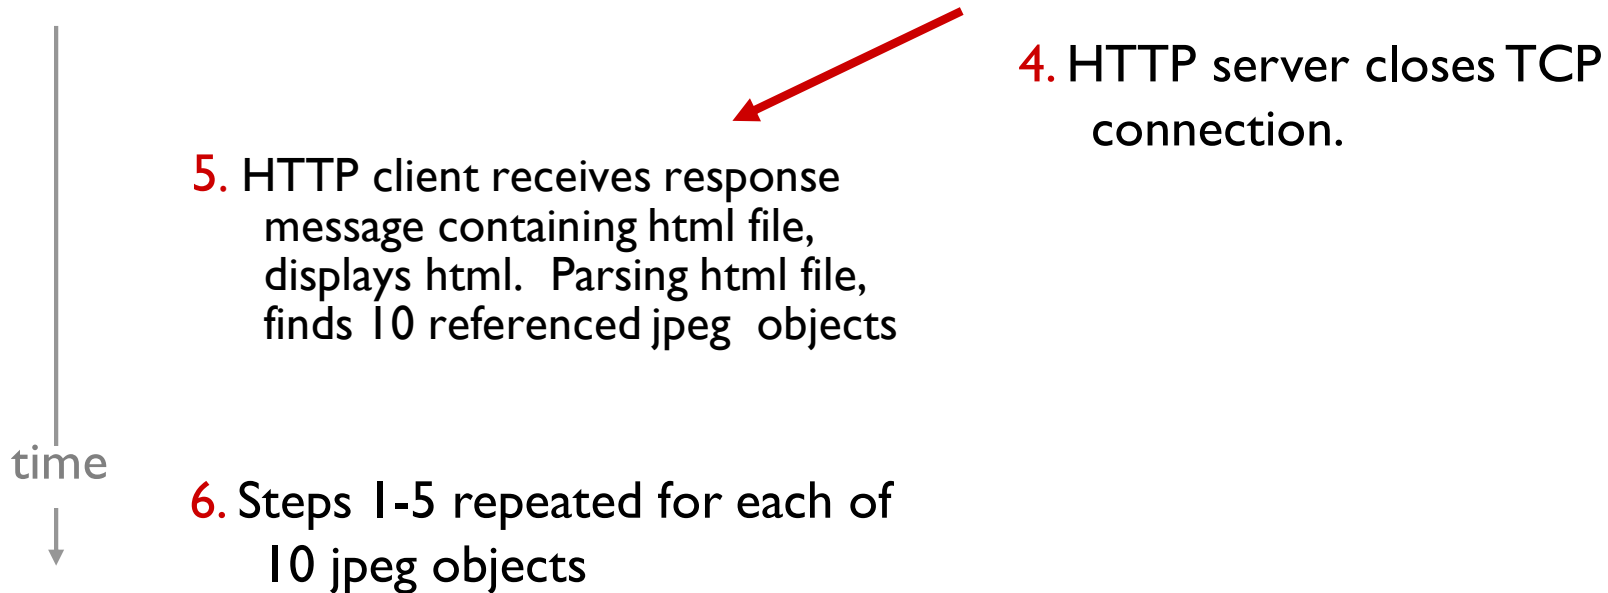 4. HTTP server closes TCP
connection.
5. HTTP client receives response
message containing html file,
displays html. Parsing html file,
finds 10 referenced jpeg objects
time
6. Steps 1-5 repeated for each of
10 jpeg objects